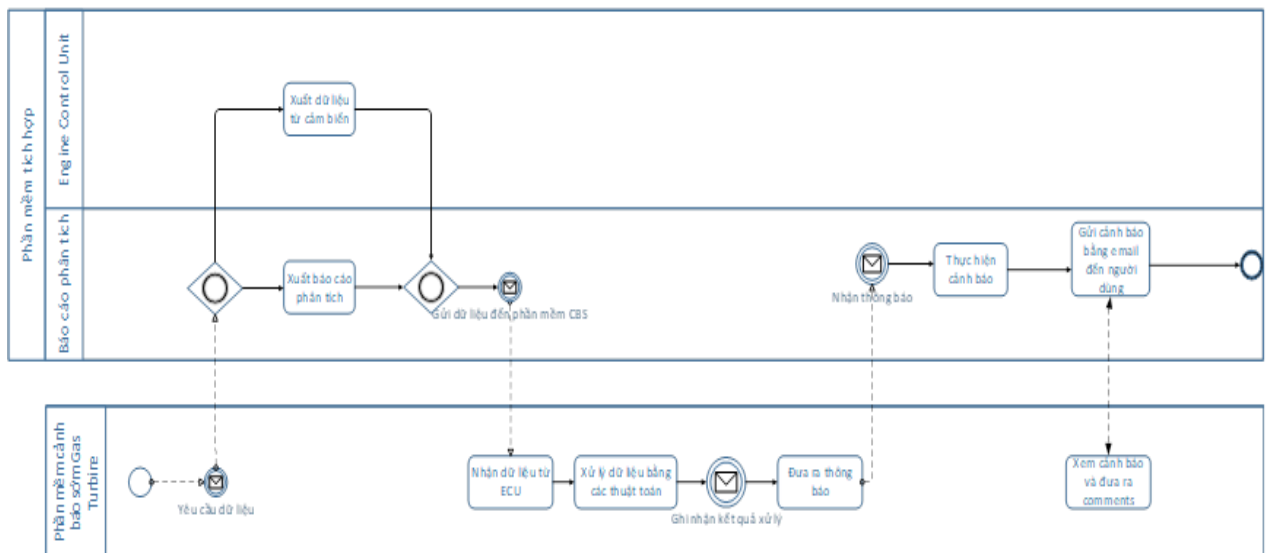 Phần mềm tích hợp
Engine Control Unit
Xuất dữ liệu
từ cảm biến
Báo cáo phân tích
Xuất báo cáo
phân tích
Gửi dữ liệu đến phần mềm CBS
Nhận thông báo
Thực hiện
cảnh báo
Gửi cảnh báo
bằng email
đến người
dùng
Phần mềm cảnh
báo sớm Gas
Turbine
Yêu cầu dữ liệu
Nhận dữ liệu từ
ECU
Xử lý dữ liệu bằng
các thuật toán
Ghi nhận kết quả xử lý
Đưa ra thông
báo
Xem cảnh báo
và đưa ra
comments